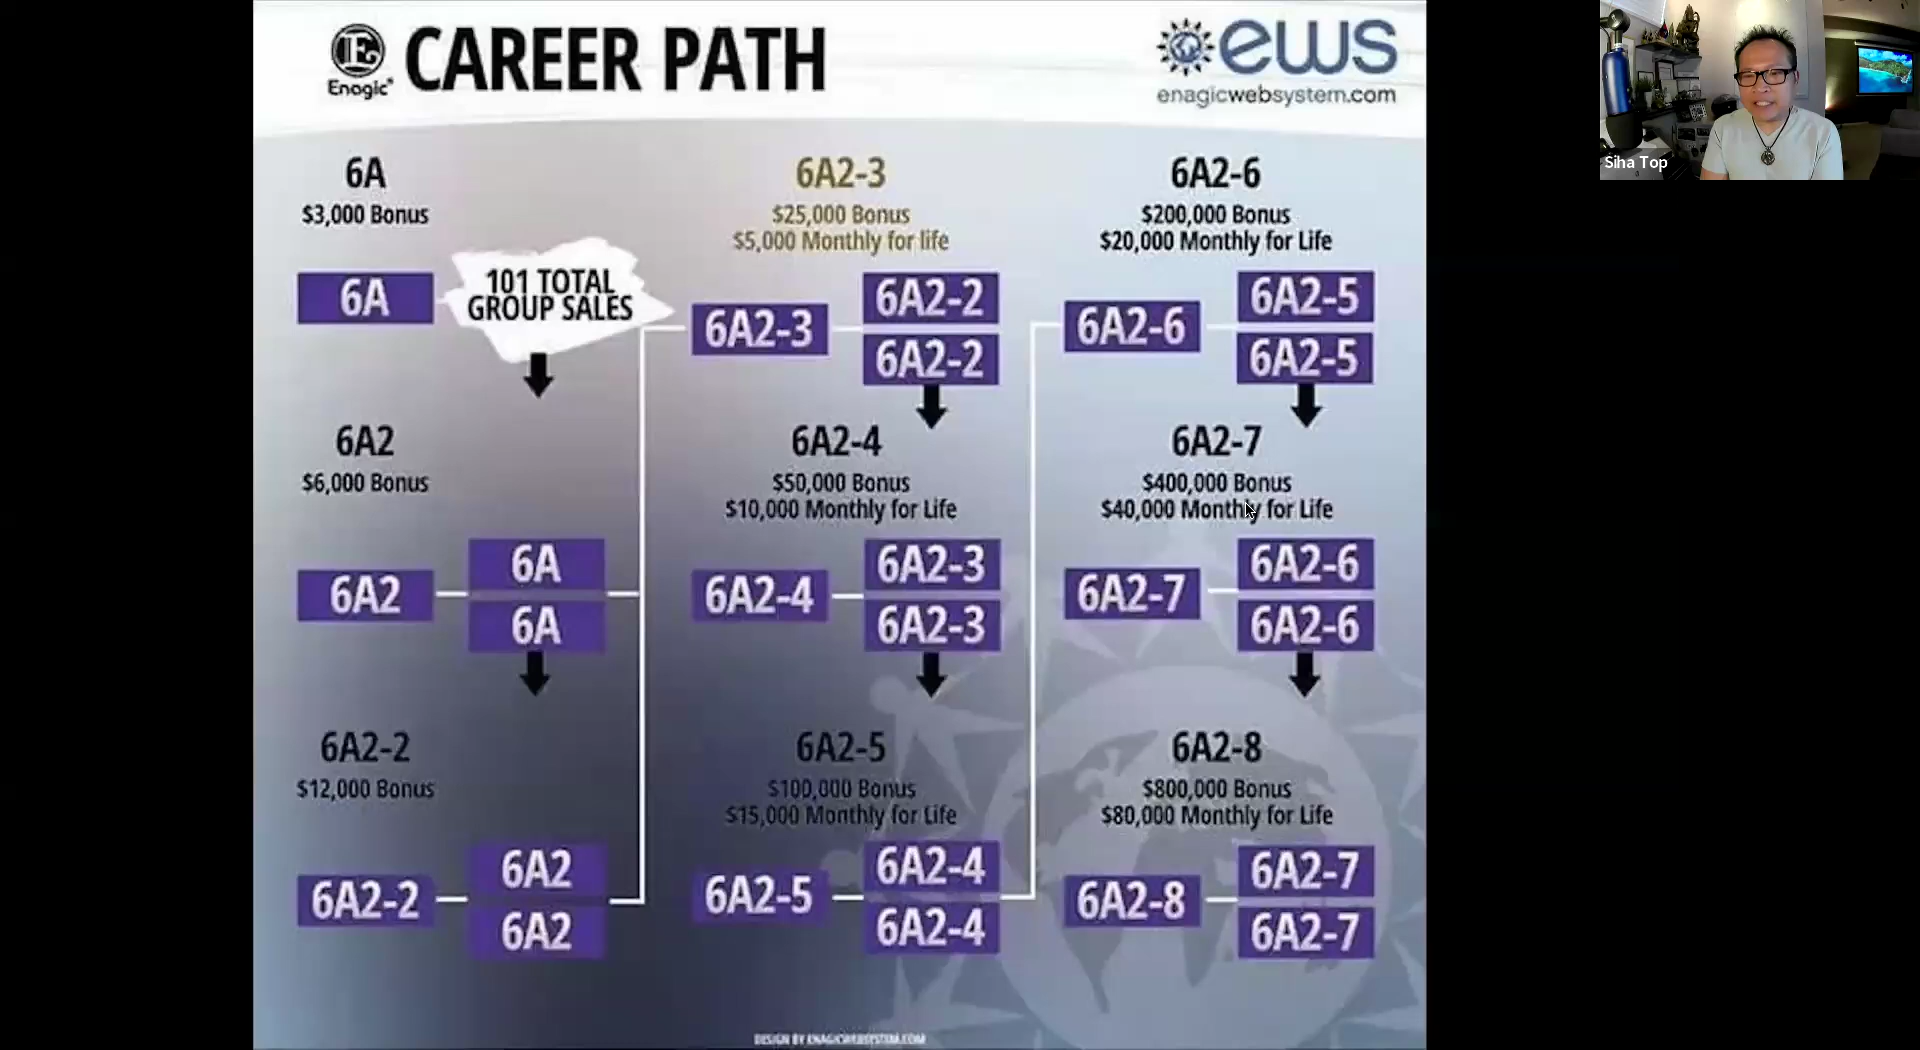 Enagic
CAREER PATH
ews
enagicwebsystem.com
6A
$3,000 Bonus
6A
101 TOTAL
GROUP SALES
6A2
$6,000 Bonus
6A2
6A
6A
6A2-2
$12,000 Bonus
6A2-2
6A2
6A2
6A2-3
$25,000 Bonus
$5,000 Monthly for life
6A2-3
6A2-2
6A2-2
6A2-4
$50,000 Bonus
$10,000 Monthly for Life
6A2-4
6A2-3
6A2-3
6A2-5
$100,000 Bonus
$15,000 Monthly for Life
6A2-5
6A2-4
6A2-4
6A2-6
$200,000 Bonus
$20,000 Monthly for Life
6A2-6
6A2-5
6A2-5
6A2-7
$400,000 Bonus
$40,000 Monthly for Life
6A2-7
6A2-6
6A2-6
6A2-8
$800,000 Bonus
$80,000 Monthly for Life
6A2-8
6A2-7
6A2-7
DESIGN BY ENAGICWEBSYSTEM.COM
Siha Top